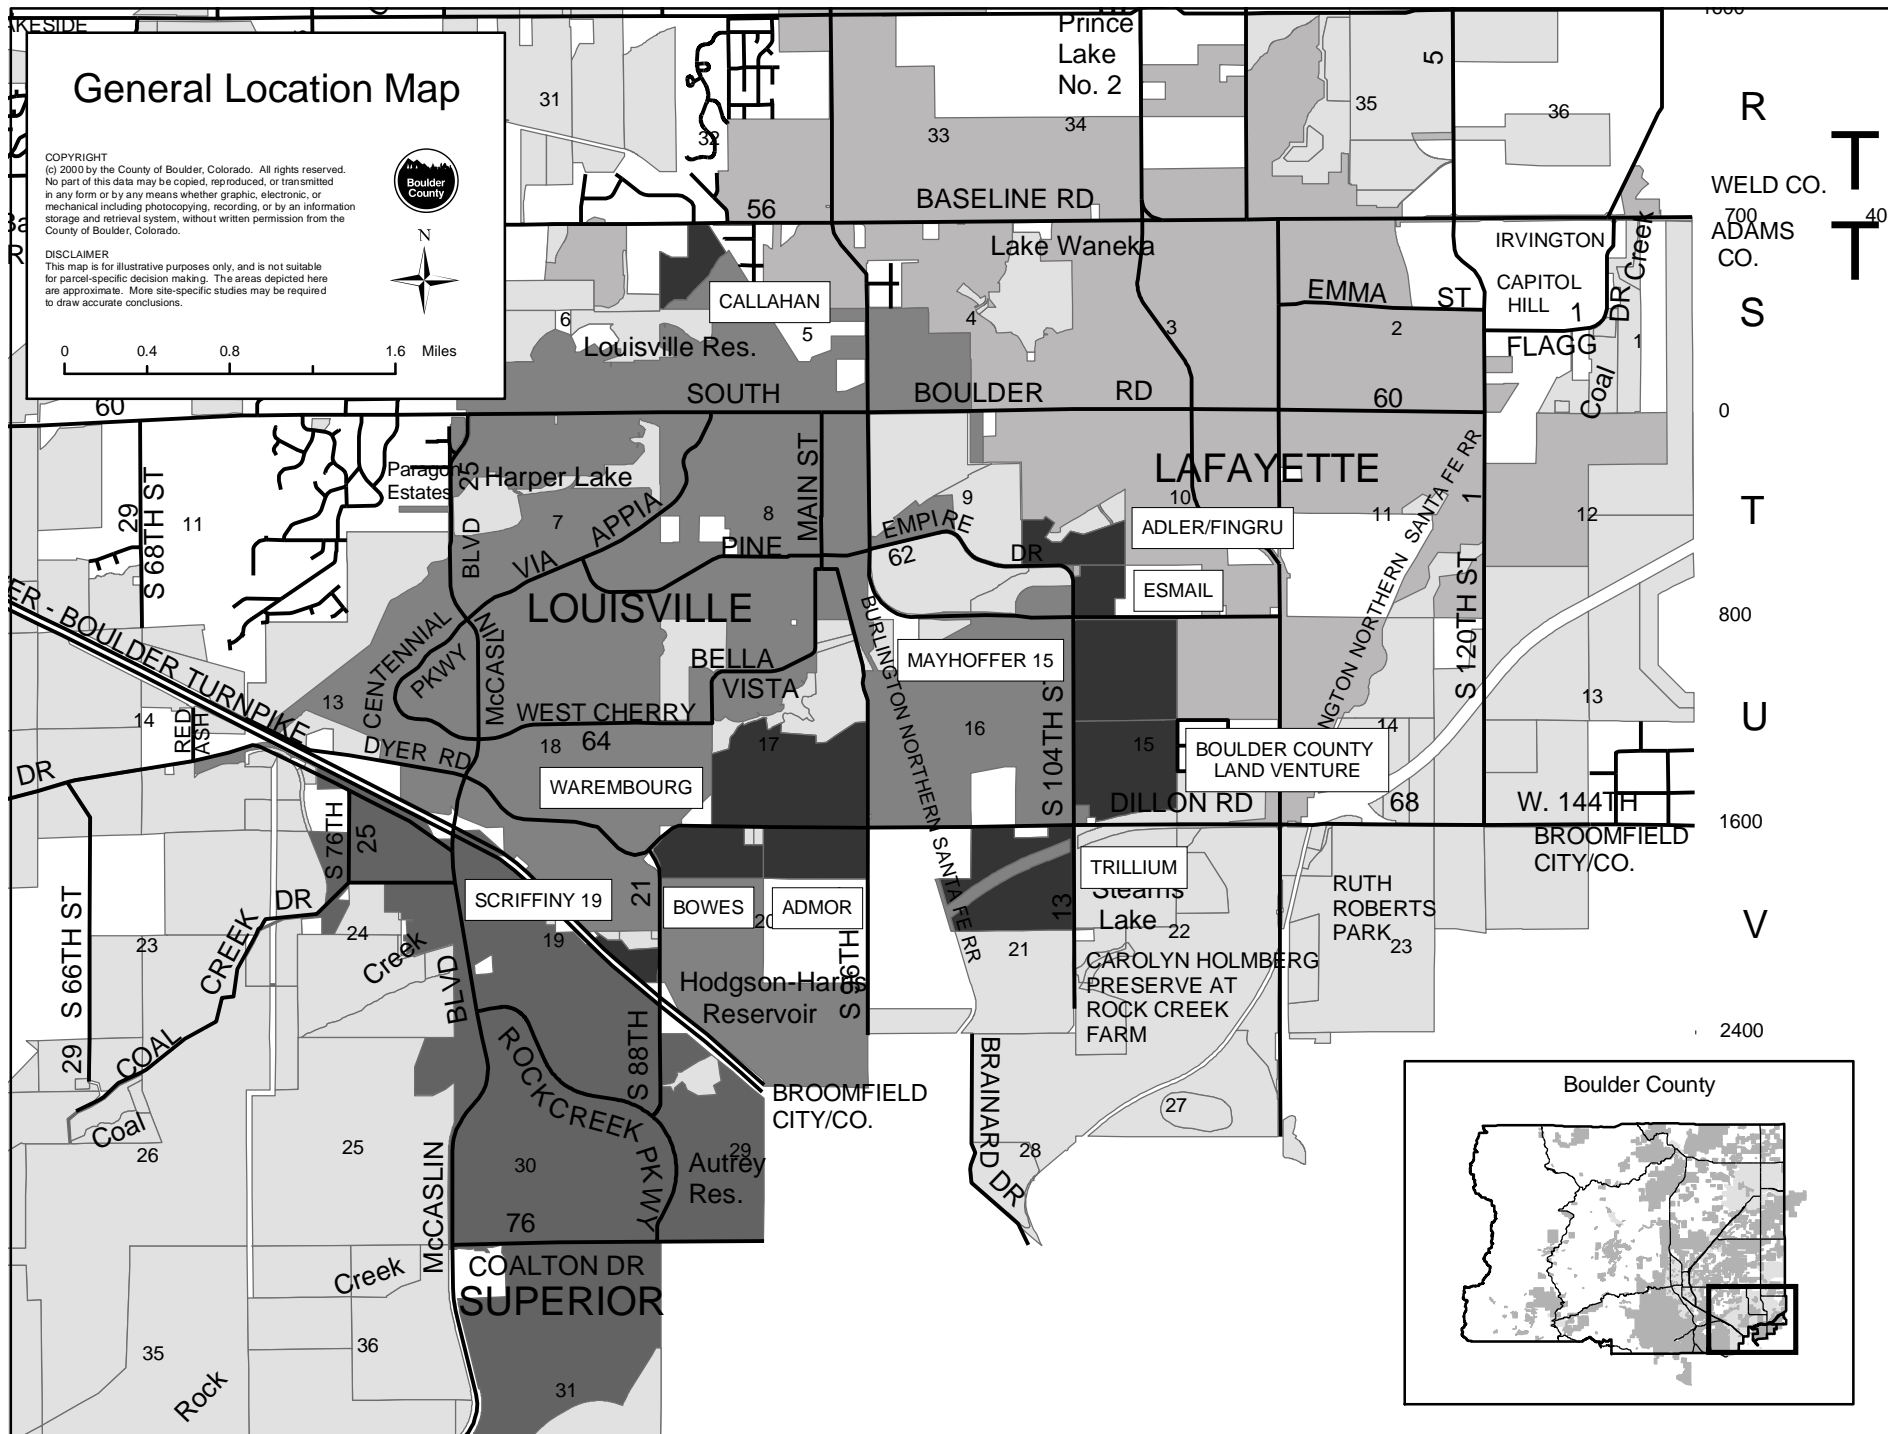 General Location Map
COPYRIGHT
(c) 2000 by the County of Boulder, Colorado. All rights reserved.
No part of this data may be copied, reproduced, or transmitted
in any form or by any means whether graphic, electronic, or
mechanical including photocopying, recording, or by an information
storage and retrieval system, without written permission from the
County of Boulder, Colorado.
Boulder
County
DISCLAIMER
This map is for illustrative purposes only, and is not suitable
for parcel-specific decision making. The areas depicted here
are approximate. More site-specific studies may be required
to draw accurate conclusions.
N
0 0.4 0.8 1.6 Miles
Prince
Lake
No. 2
5
31
32
33
34
35
36
R
T
WELD CO.
BASELINE RD
56
700
40
ADAMS
CO.
T
Lake Waneka
IRVINGTON
CAPITOL
HILL
1
DR
Creek
EMMA ST
CALLAHAN
6
5
4
3
2
1
S
Louisville Res.
FLAGG
Coal
SOUTH BOULDER RD
60
60
0
Paragon
Estates
25
Harper Lake
MAIN ST
LAFAYETTE
29
S 68TH ST
11
7
8
9
10
11
1
12
T
BLVD
VIA APPIA
PINE
EMPIRE DR
62
ADLER/FINGRU
SANTA FE RR
ESMAIL
LOUISVILLE
800
ER - BOULDER TURNPIKE
CENTENNIAL
PKWY
McCASLIN
BELLA
VISTA
BURLINGTON NORTHERN SANTA FE RR
MAYHOFFER 15
S 104TH ST
NGTON NORTHERN
S 120TH ST
13
14
RED
ASH
WEST CHERRY
64
18
17
16
15
14
13
U
DYER RD
DR
WAREMBOURG
BOULDER COUNTY
LAND VENTURE
DILLON RD
68
W. 144TH
1600
BROOMFIELD
CITY/CO.
S 76TH
25
TRILLIUM
Stearns
Lake
S 66TH ST
CREEK
DR
SCRIFFINY 19
21
BOWES
ADMOR
20
13
RUTH
ROBERTS
PARK
V
23
24
Creek
19
S 96TH
21
22
23
Hodgson-Harris
Reservoir
CAROLYN HOLMBERG
PRESERVE AT
ROCK CREEK
FARM
BLVD
2400
29
COAL
ROCK CREEK PKWY
S 88TH
BRAINARD DR
BROOMFIELD
CITY/CO.
Coal
26
25
30
29
28
27
Autrey
Res.
McCASLIN
76
COALTON DR
Creek
SUPERIOR
35
36
31
Rock
Boulder County